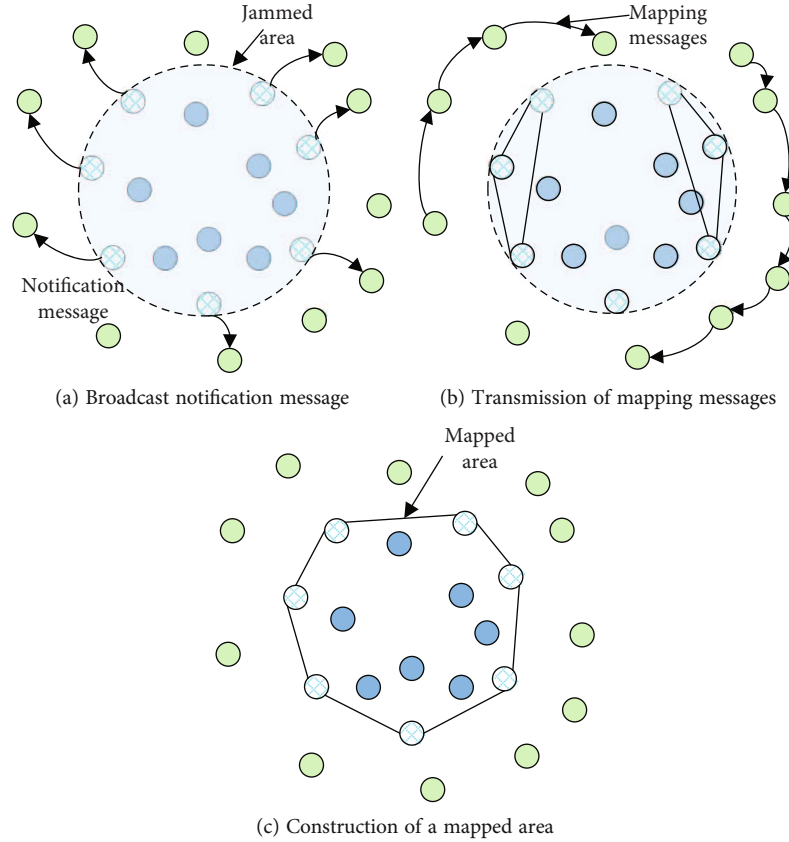 Jammed
area
Notification
message
(a) Broadcast notification message
Mapping
messages
(b) Transmission of mapping messages
Mapped
area
(c) Construction of a mapped area